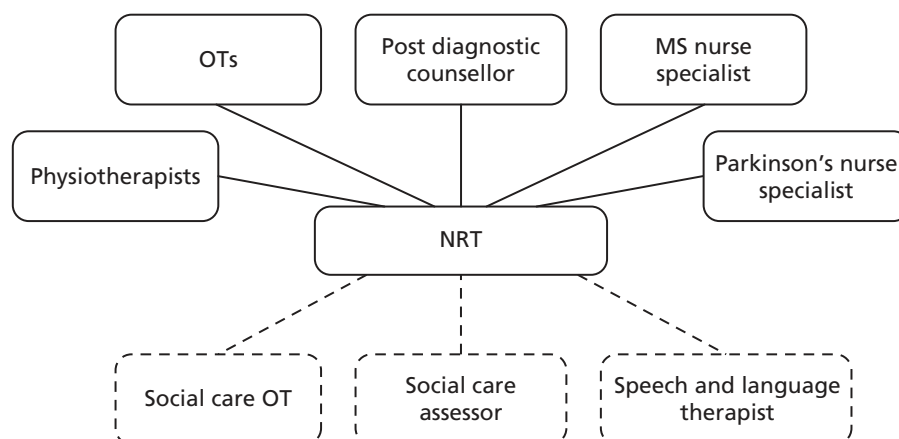 OTs
Post diagnostic
counsellor
MS nurse
specialist
Physiotherapists
Parkinson’s nurse
specialist
NRT
Social care OT
Social care
assessor
Speech and language
therapist